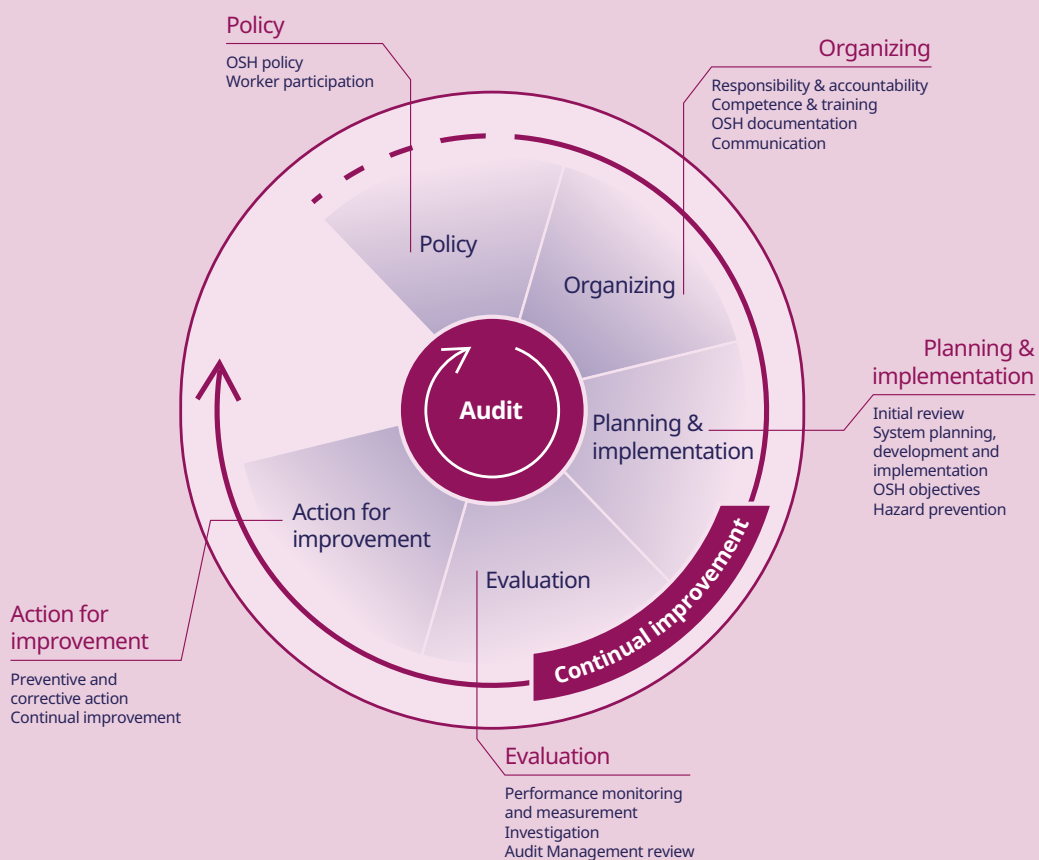 Policy
OSH policy
Worker participation
Organizing
Responsibility & accountability
Competence & training
OSH documentation
Communication
Policy
Organizing
Planning &
implementation
Initial review
System planning,
development and
implementation
OSH objectives
Hazard prevention
Audit
Planning &
implementation
Action for
improvement
Evaluation
Continual improvement
Action for
improvement
Preventive and
corrective action
Continual improvement
Evaluation
Performance monitoring
and measurement
Investigation
Audit Management review